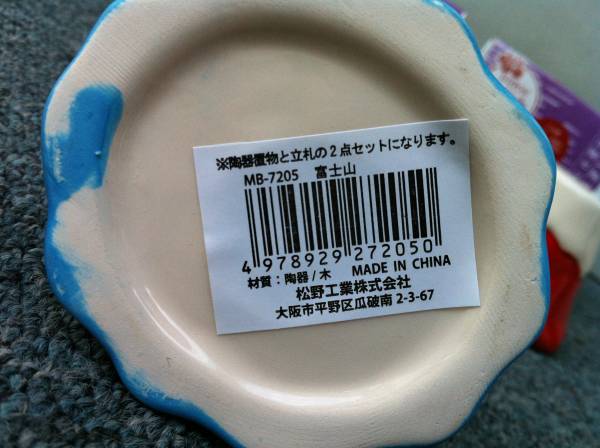 ※陶器置物と立札の2点セットになります。
MB-7205 富士山
4 978929 272050
材質：陶器/木 MADE IN CHINA
松野工業株式会社
大阪市平野区瓜破南 2-3-67